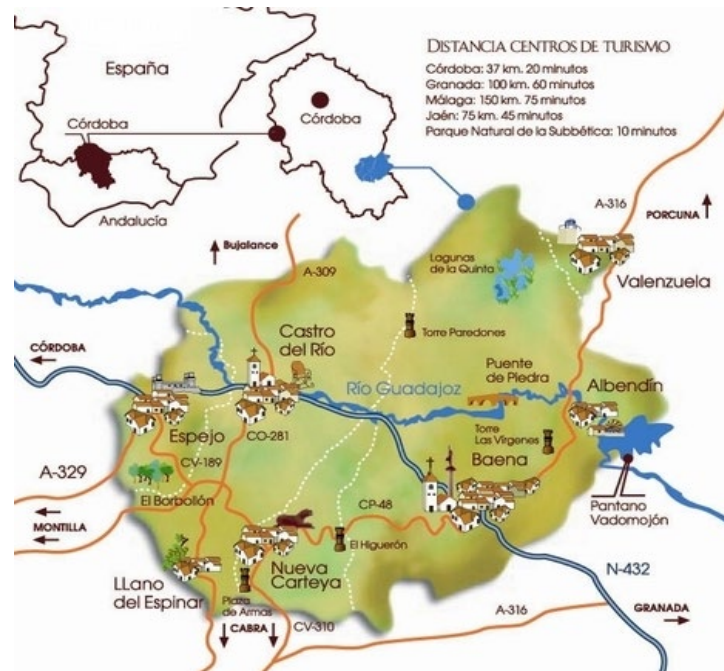 España
Córdoba
Andalucía
Córdoba
DISTANCIA CENTROS DE TURISMO
Córdoba: 37 km. 20 minutos
Granada: 100 km. 60 minutos
Málaga: 150 km. 75 minutos
Jaén: 75 km. 45 minutos
Parque Natural de la Subbética: 10 minutos
A-316
PORCUNA
Bujalance
A-309
Lagunas
de la Quinta
Valenzuela
Castro
del Río
Torre Paredones
CÓRDOBA
Río Guadajoz
Puente
de Piedra
Albendín
Espejo
CO-281
Torre
Las Vírgenes
CV-189
Baena
A-329
El Borbollón
CP-48
Pantano
Vadomojón
MONTILLA
El Higuerón
LLano
del Espinar
Nueva
Carteya
N-432
Plaza
de Armas
CABRA
CV-310
A-316
GRANADA